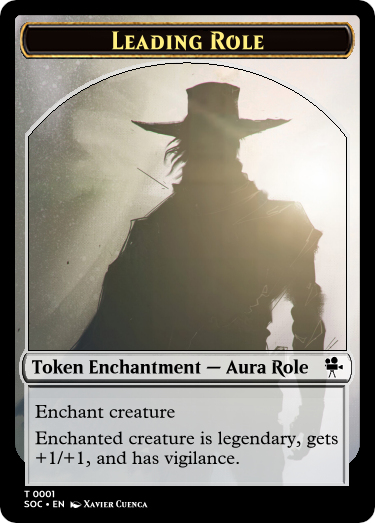 Leading Role
Token Enchantment — Aura Role
Enchant creature
Enchanted creature is legendary, gets
+1/+1, and has vigilance.
T 0001
SOC • EN Xavier Cuenca